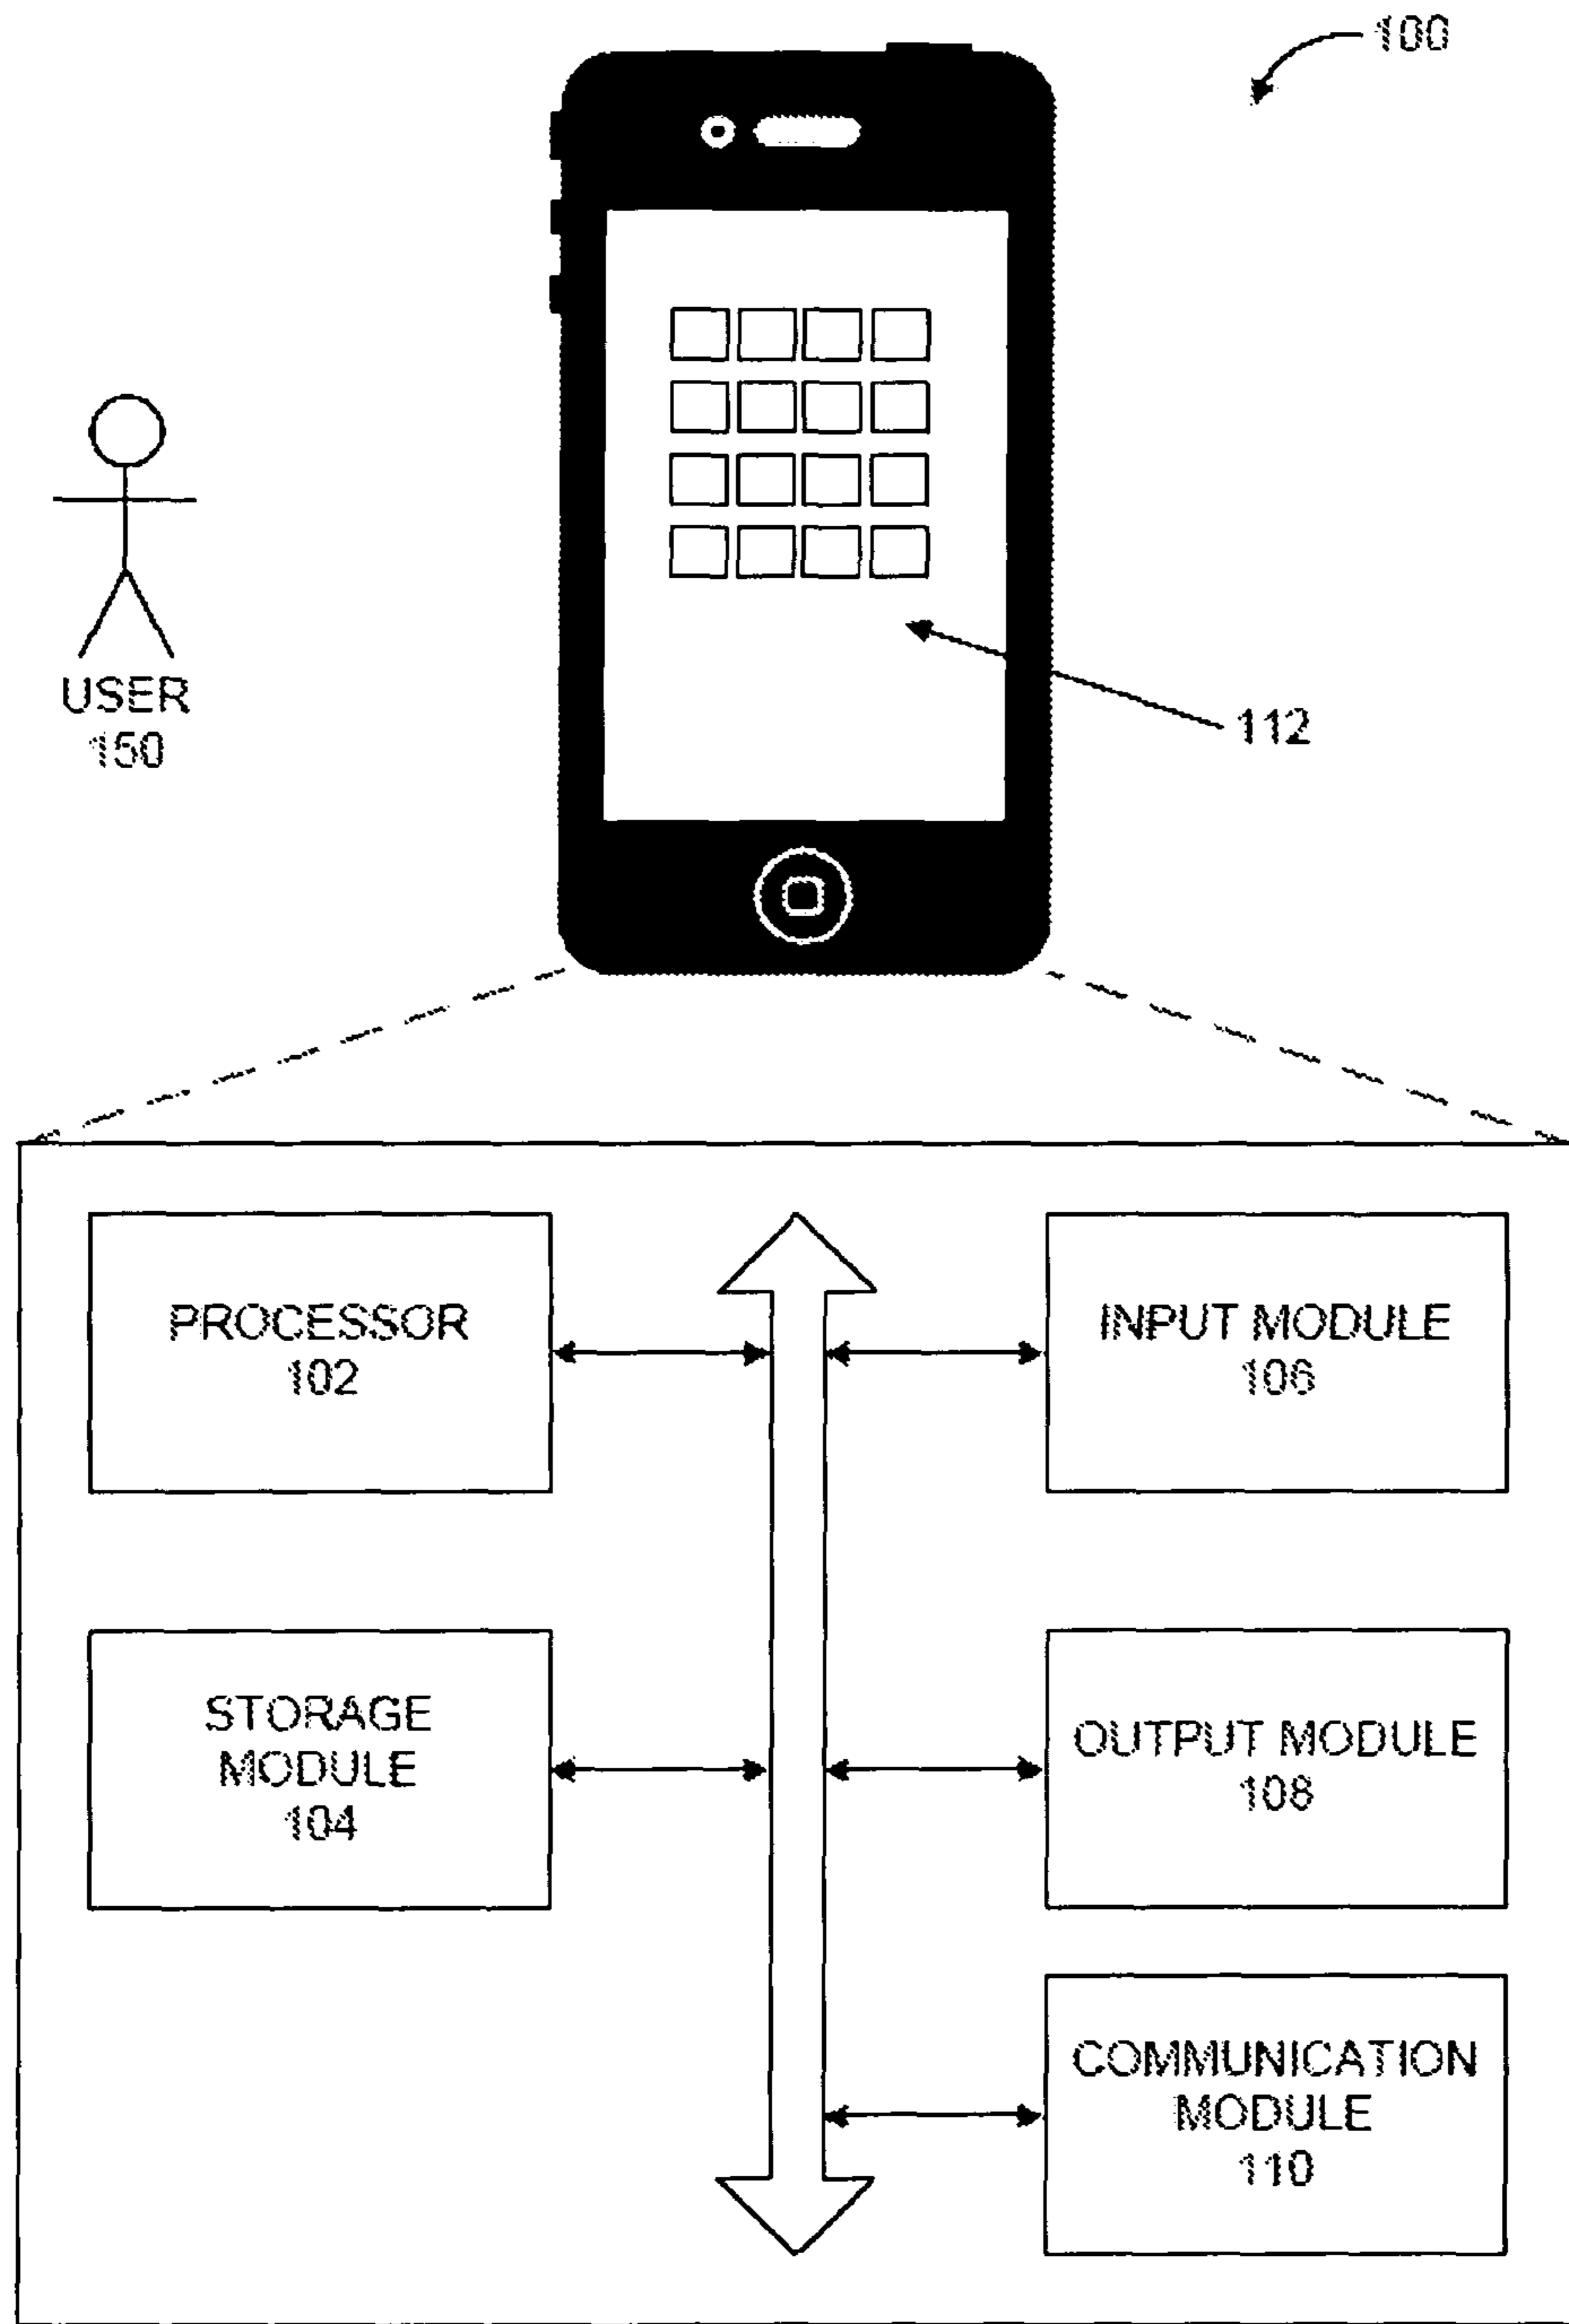 100
USER
150
112
PROCESSOR
102
INPUT MODULE
106
STORAGE
MODULE
104
OUTPUT MODULE
108
COMMUNICATION
MODULE
110